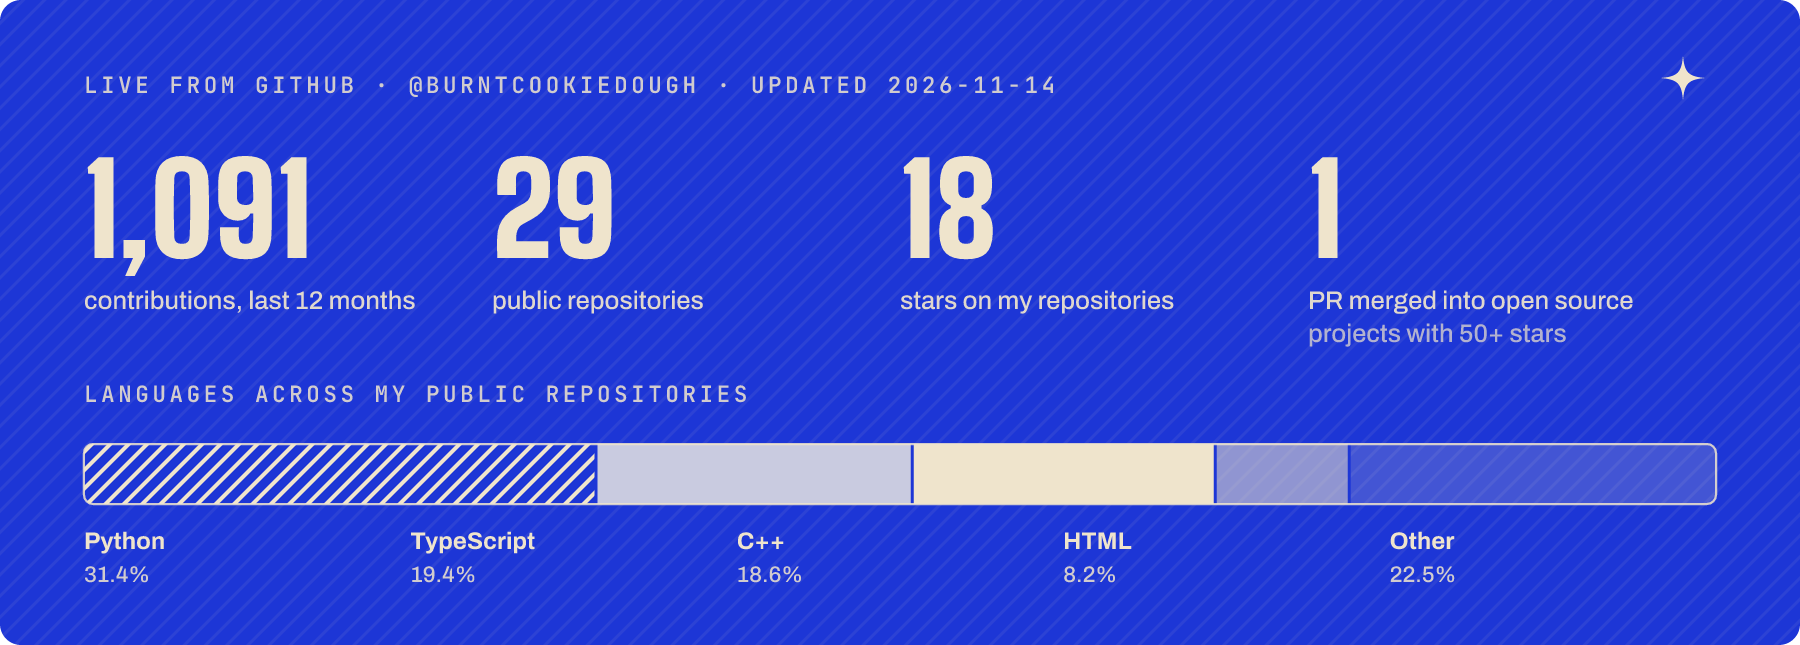 LIVE FROM GITHUB · @BURNTCOOKIEDOUGH · UPDATED 2026-11-14
1,091 29 18 1
contributions, last 12 months public repositories stars on my repositories PR merged into open source
projects with 50+ stars
LANGUAGES ACROSS MY PUBLIC REPOSITORIES
Python TypeScript C++ HTML Other
31.4% 19.4% 18.6% 8.2% 22.5%